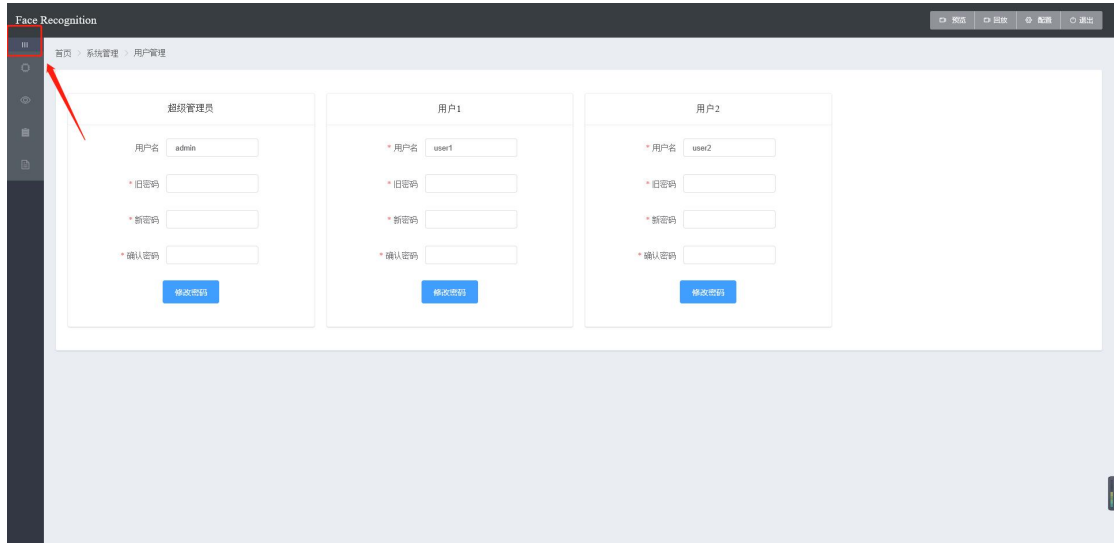 Face Recognition
预览 回放 配置 退出
首页 > 系统管理 > 用户管理
超级管理员
用户名 admin
* 旧密码
* 新密码
* 确认密码
修改密码
用户1
* 用户名 user1
* 旧密码
* 新密码
* 确认密码
修改密码
用户2
* 用户名 user2
* 旧密码
* 新密码
* 确认密码
修改密码